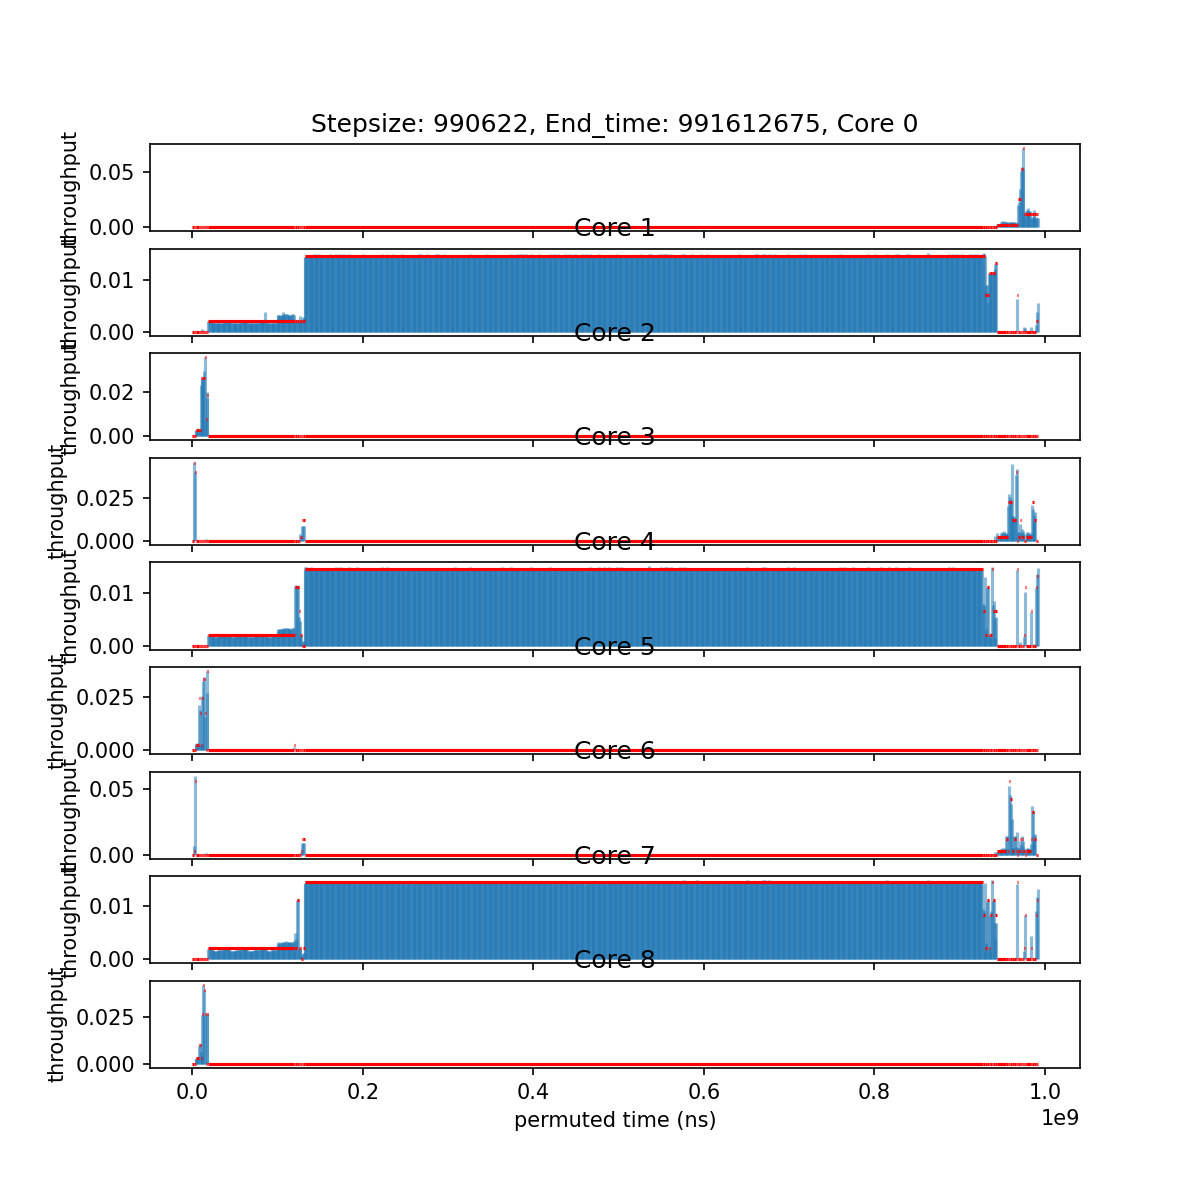 Stepsize: 990622, End_time: 991612675, Core 0
throughput
0.05
0.00
Core 1
throughput
0.01
0.00
Core 2
throughput
0.02
0.00
Core 3
throughput
0.025
0.000
Core 4
throughput
0.01
0.00
Core 5
throughput
0.025
0.000
Core 6
throughput
0.05
0.00
Core 7
throughput
0.01
0.00
Core 8
throughput
0.025
0.000
0.0 0.2 0.4 0.6 0.8 1.0
permuted time (ns)
1e9